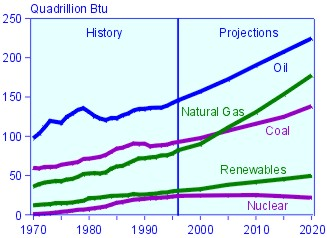 Quadrillion Btu
250
History
Projections
200
Oil
150
Natural Gas
Coal
100
Renewables
50
Nuclear
0
1970
1980
1990
2000
2010
2020